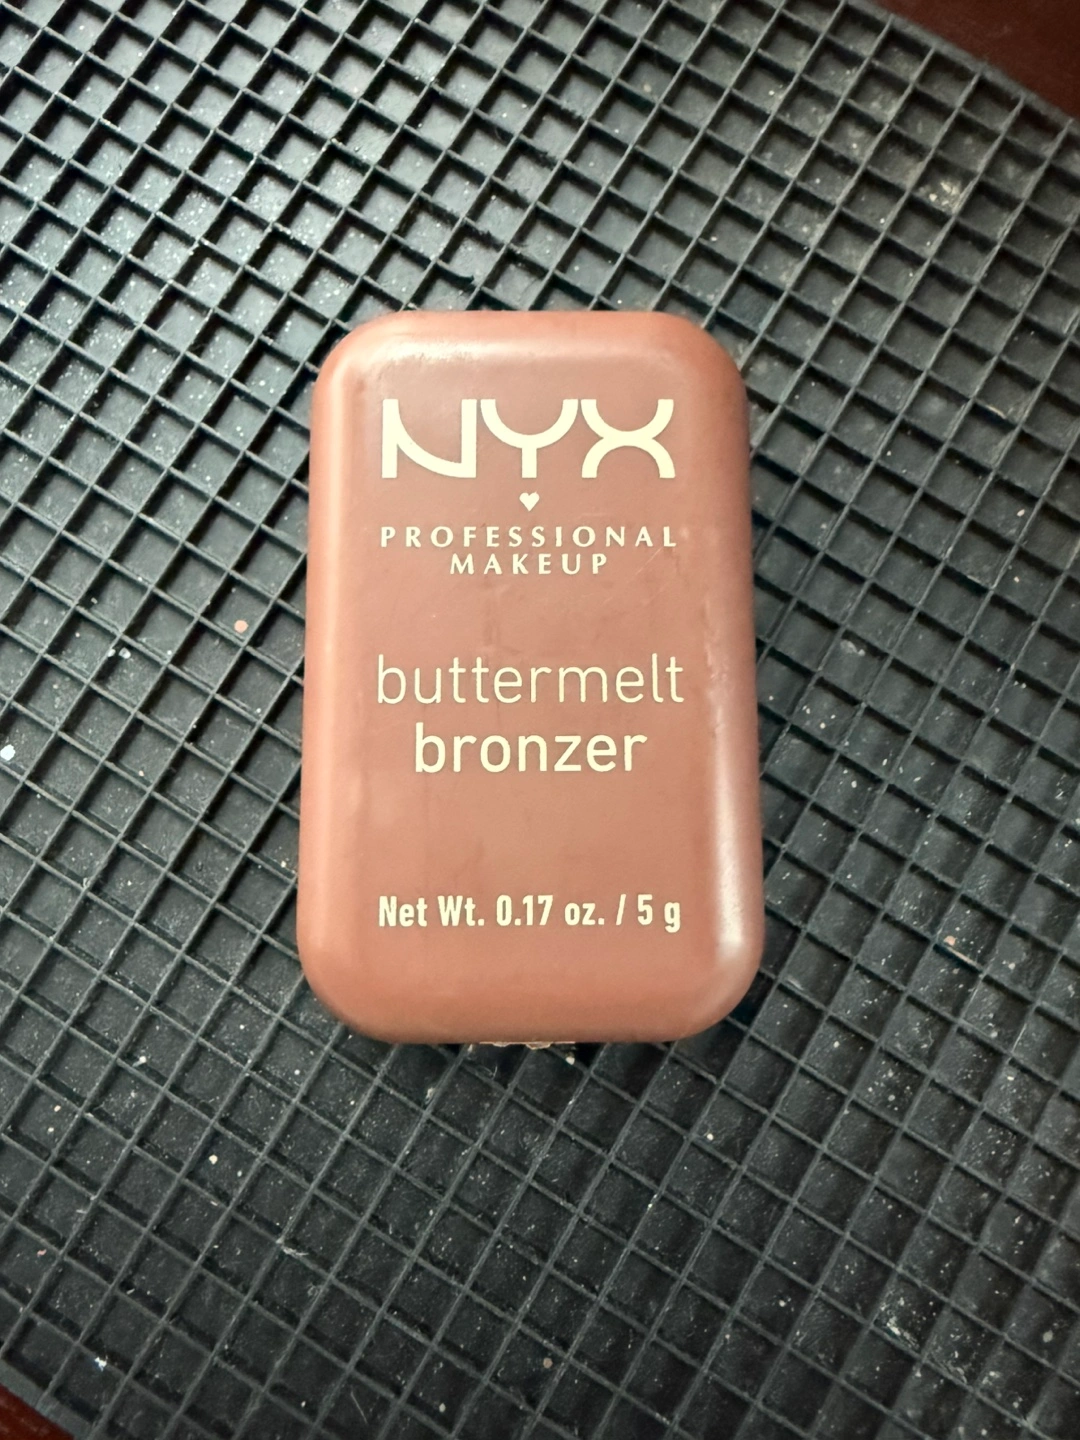 NYX
PROFESSIONAL
MAKEUP
buttermelt
bronzer
Net Wt. 0.17 oz. / 5 g